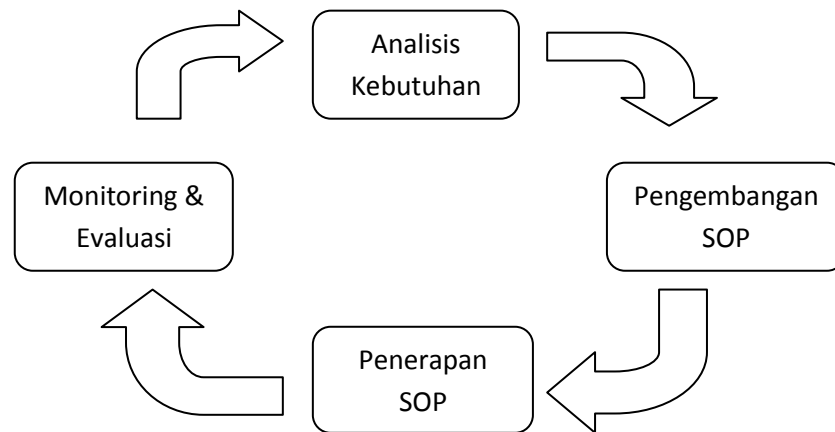 Analisis
Kebutuhan
Pengembangan
SOP
Penerapan
SOP
Monitoring &
Evaluasi